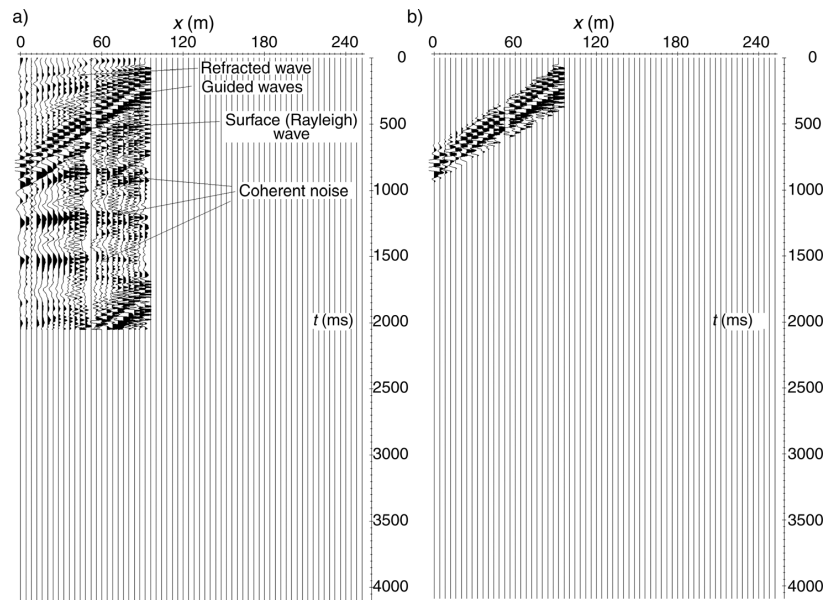 a)
x (m)
0 60 120 180 240
0
Refracted wave
Guided waves
500
Surface (Rayleigh)
wave
1000
Coherent noise
1500
t (ms)
2000
2500
3000
3500
4000
b)
x (m)
0 60 120 180 240
0
500
1000
1500
t (ms)
2000
2500
3000
3500
4000